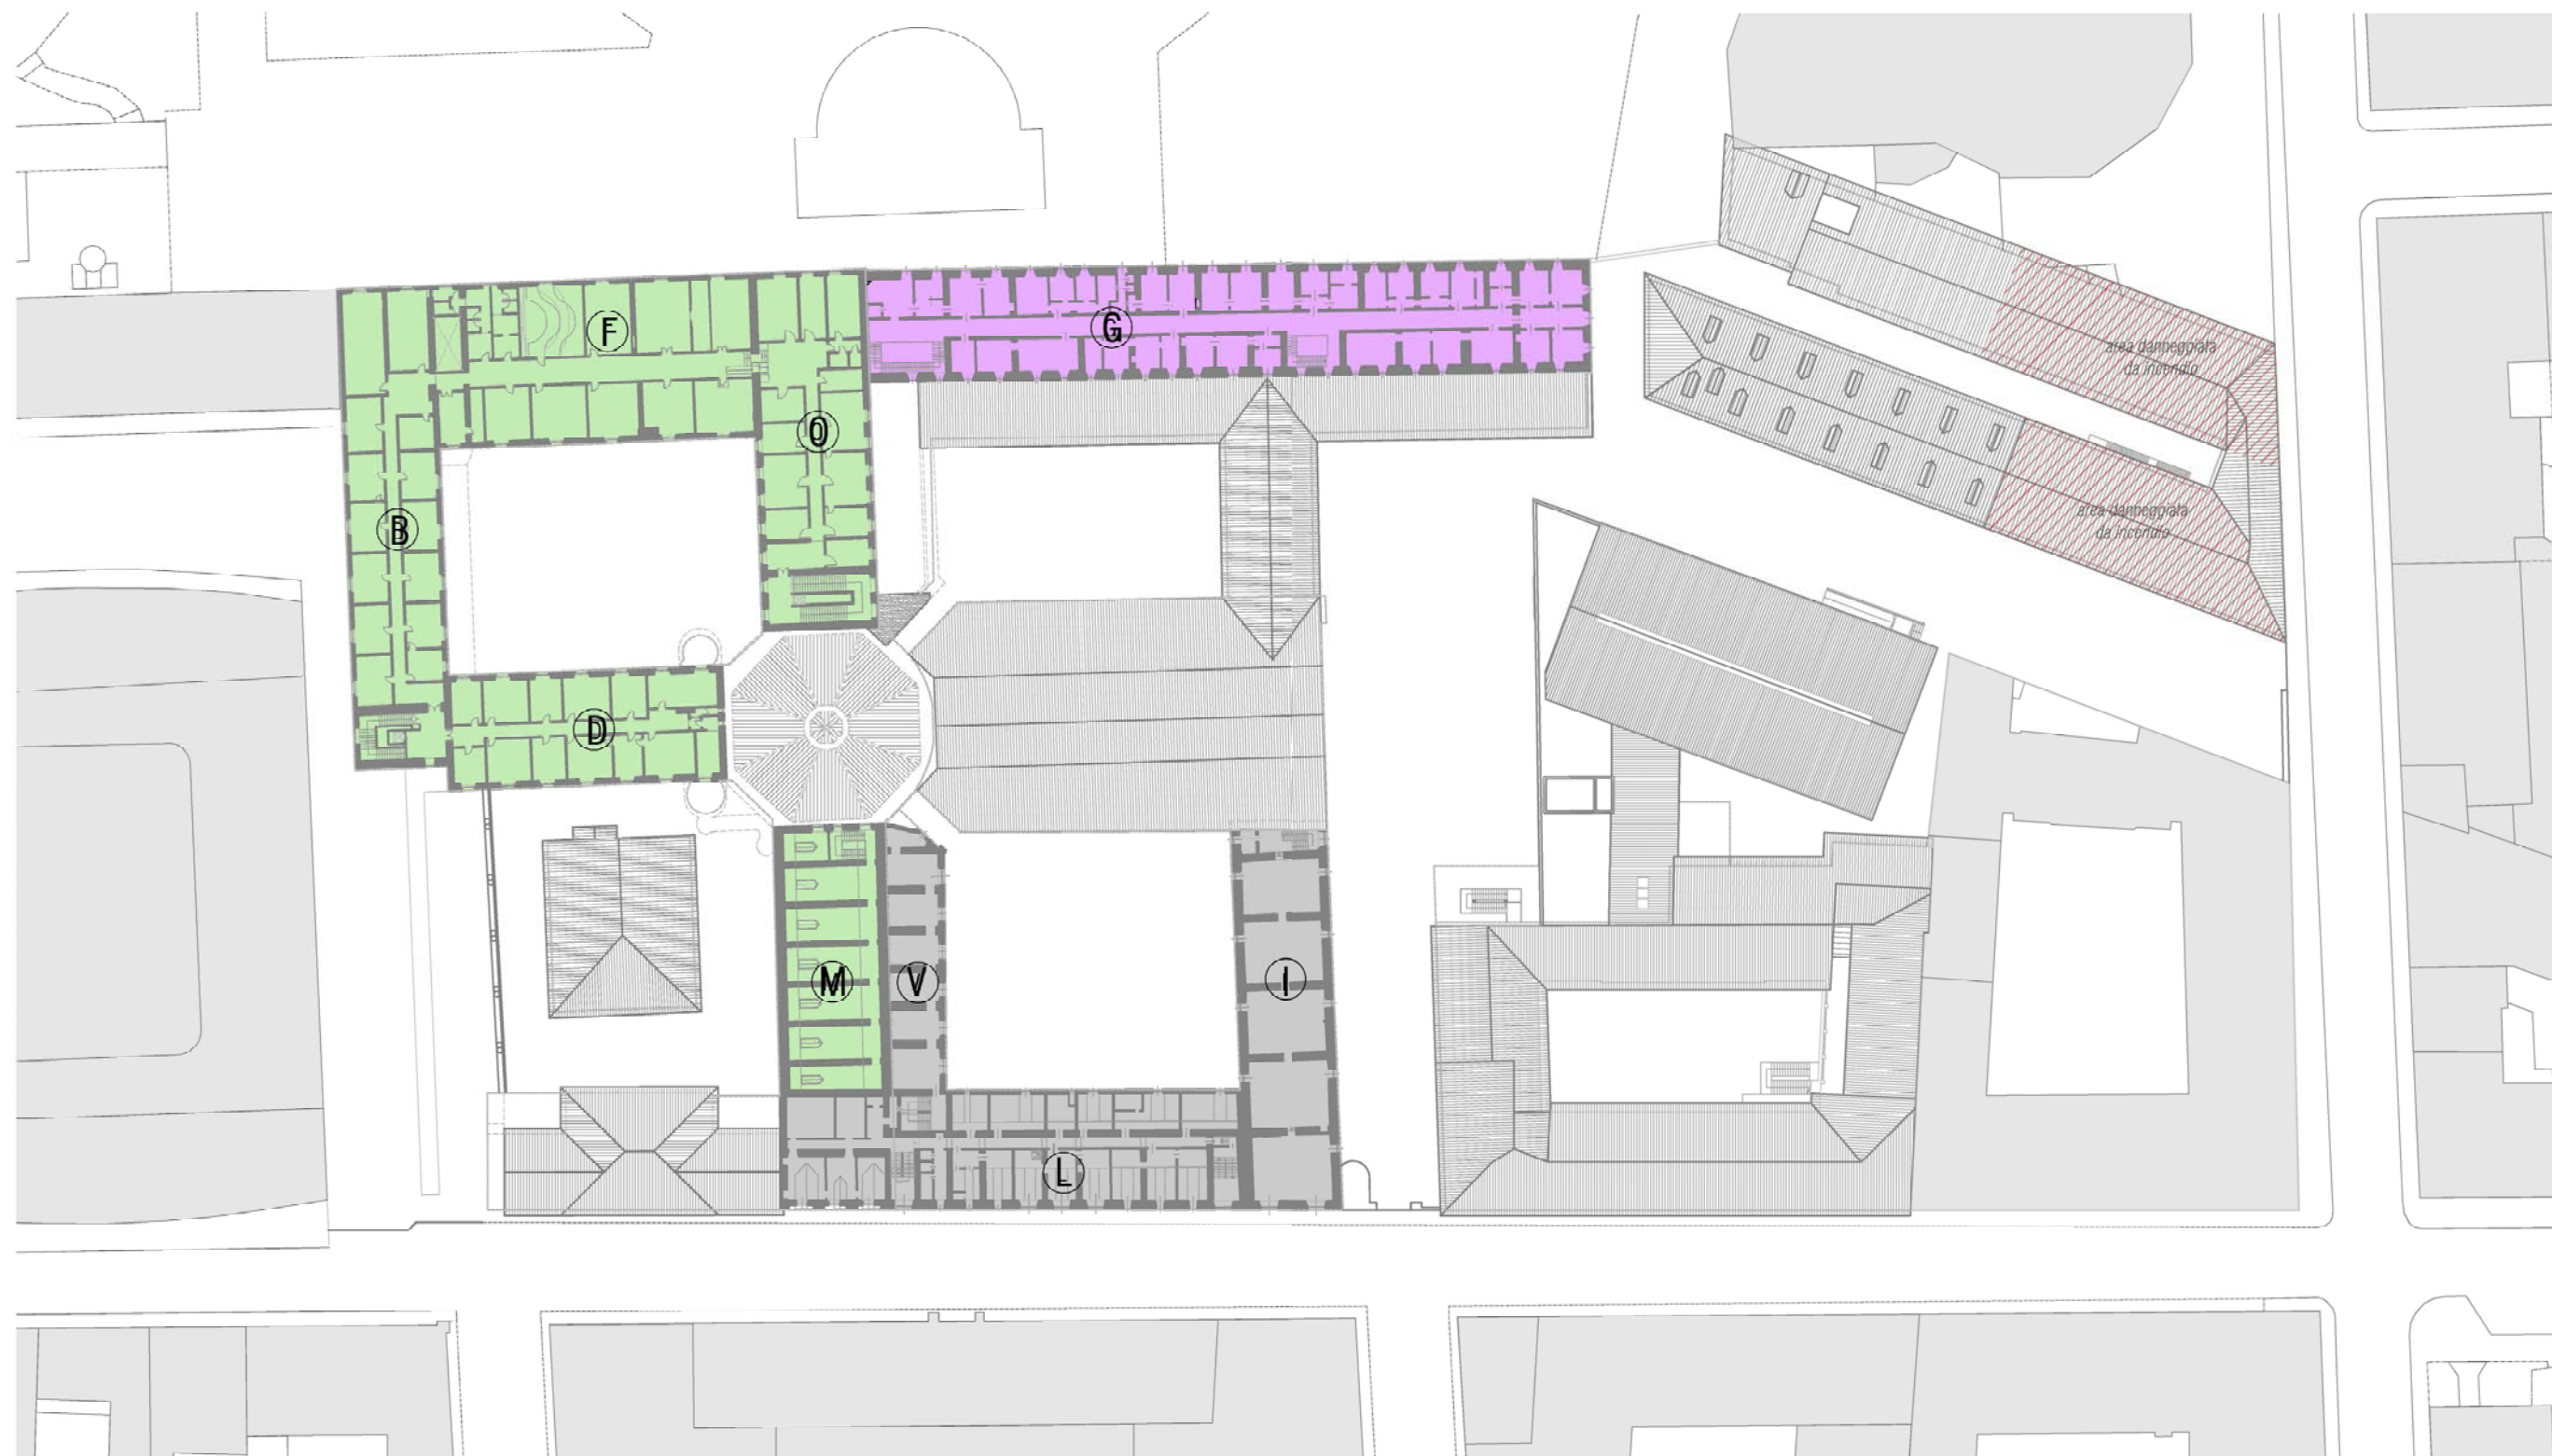 F
G
area danneggiata
da incendio
O
area danneggiata
da incendio
B
D
M
V
I
L